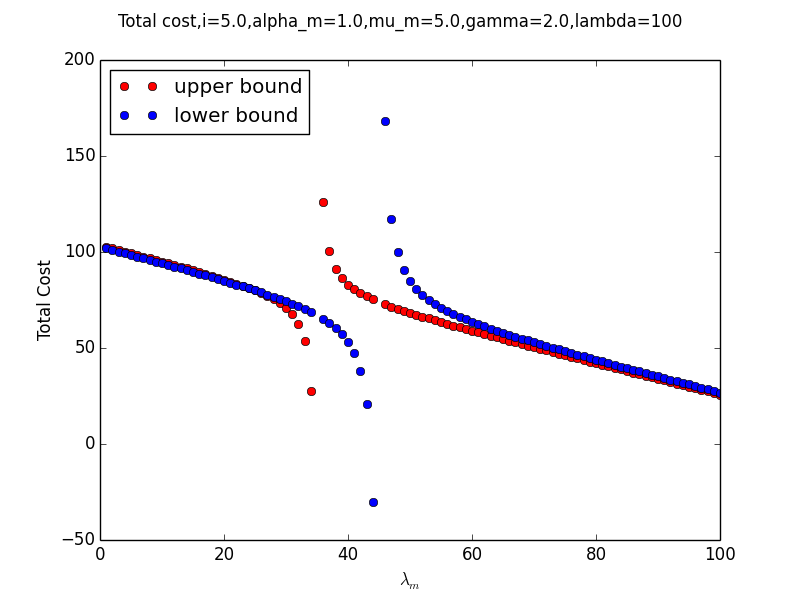 Total cost,i=5.0,alpha_m=1.0,mu_m=5.0,gamma=2.0,lambda=100
200
upper bound
lower bound
150
100
Total Cost
50
0
−50
0 20 40 60 80 100
λ_m